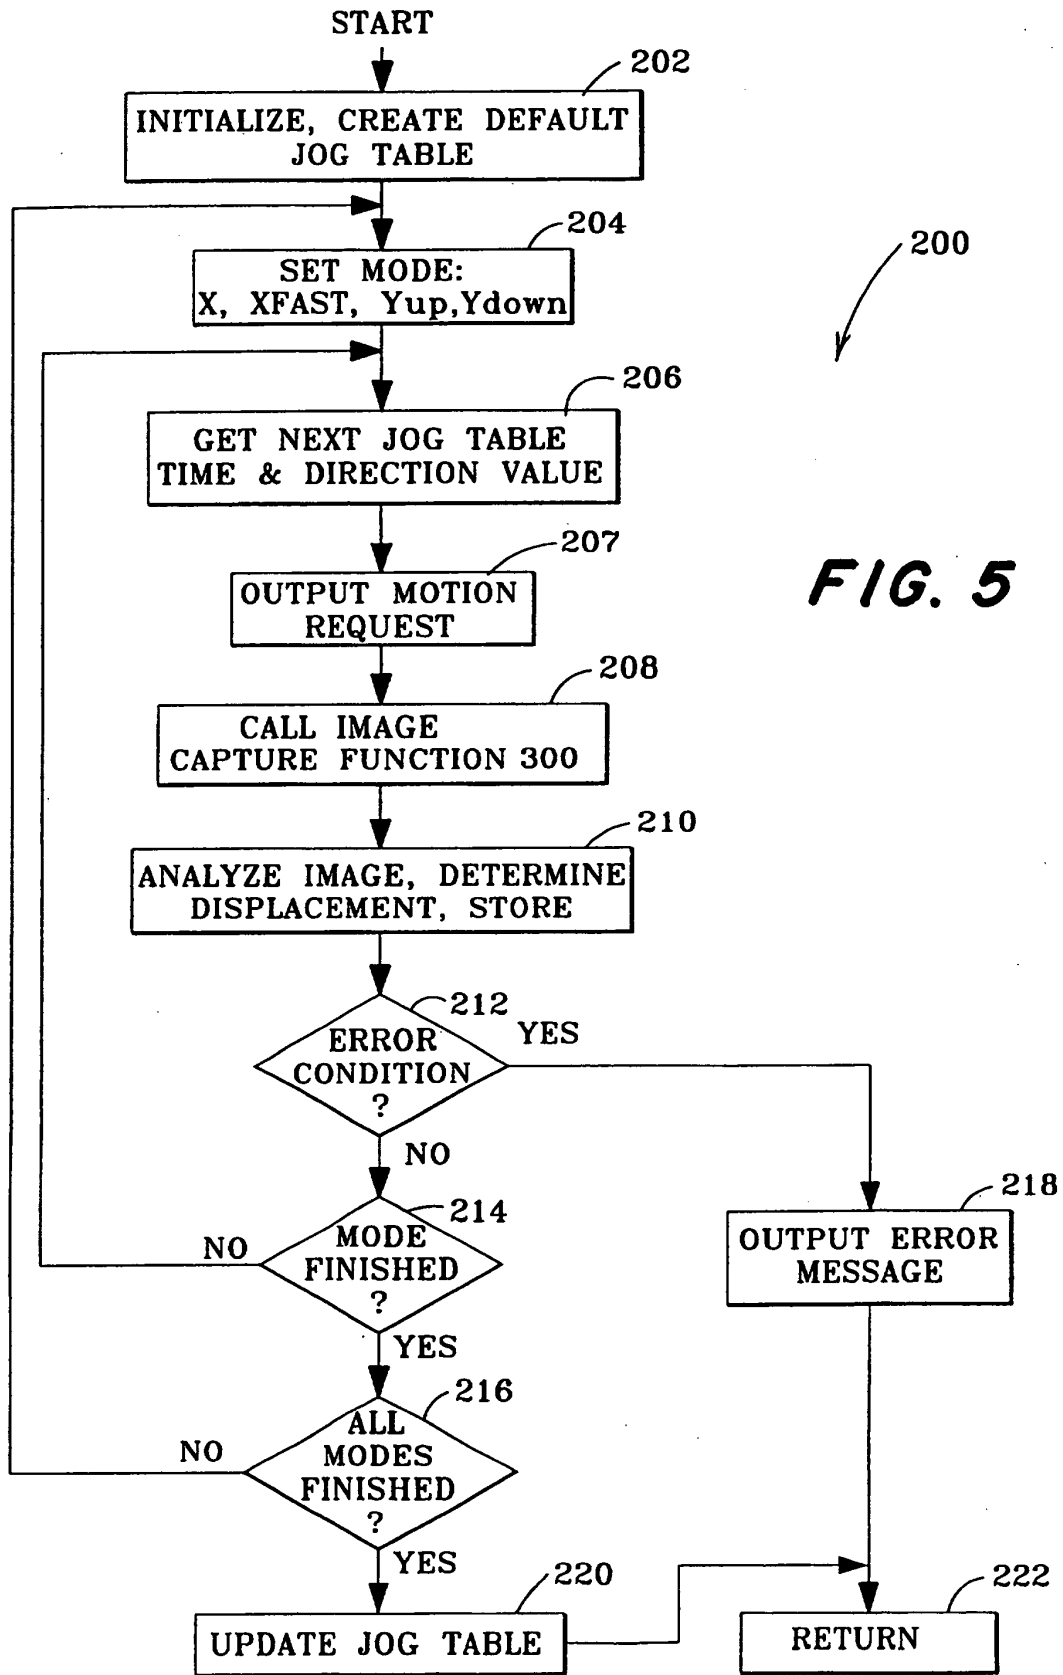 START
202
INITIALIZE, CREATE DEFAULT
JOG TABLE
204
SET MODE:
X, XFAST, Yup,Ydown
200
206
GET NEXT JOG TABLE
TIME & DIRECTION VALUE
207
OUTPUT MOTION
REQUEST
FIG. 5
208
CALL IMAGE
CAPTURE FUNCTION 300
210
ANALYZE IMAGE, DETERMINE
DISPLACEMENT, STORE
212
ERROR
CONDITION
?
YES
NO
214
MODE
FINISHED
?
NO
YES
218
OUTPUT ERROR
MESSAGE
216
ALL
MODES
FINISHED
?
NO
YES
220
UPDATE JOG TABLE
222
RETURN